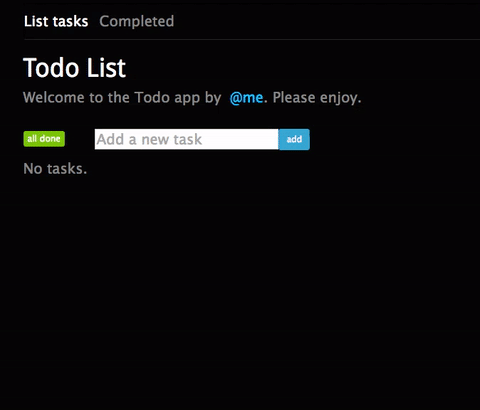 List tasks Completed
Todo List
Welcome to the Todo app by @me. Please enjoy.
all done Add a new task add
No tasks.